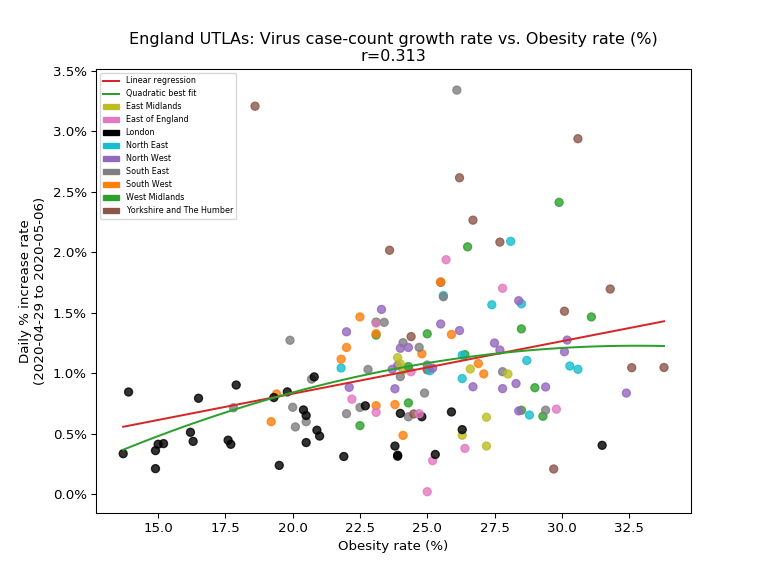 England UTLAs: Virus case-count growth rate vs. Obesity rate (%)
r=0.313
3.5%
3.0%
2.5%
2.0%
1.5%
1.0%
0.5%
0.0%
Daily % increase rate
(2020-04-29 to 2020-05-06)
Linear regression
Quadratic best fit
East Midlands
East of England
London
North East
North West
South East
South West
West Midlands
Yorkshire and The Humber
15.0 17.5 20.0 22.5 25.0 27.5 30.0 32.5
Obesity rate (%)